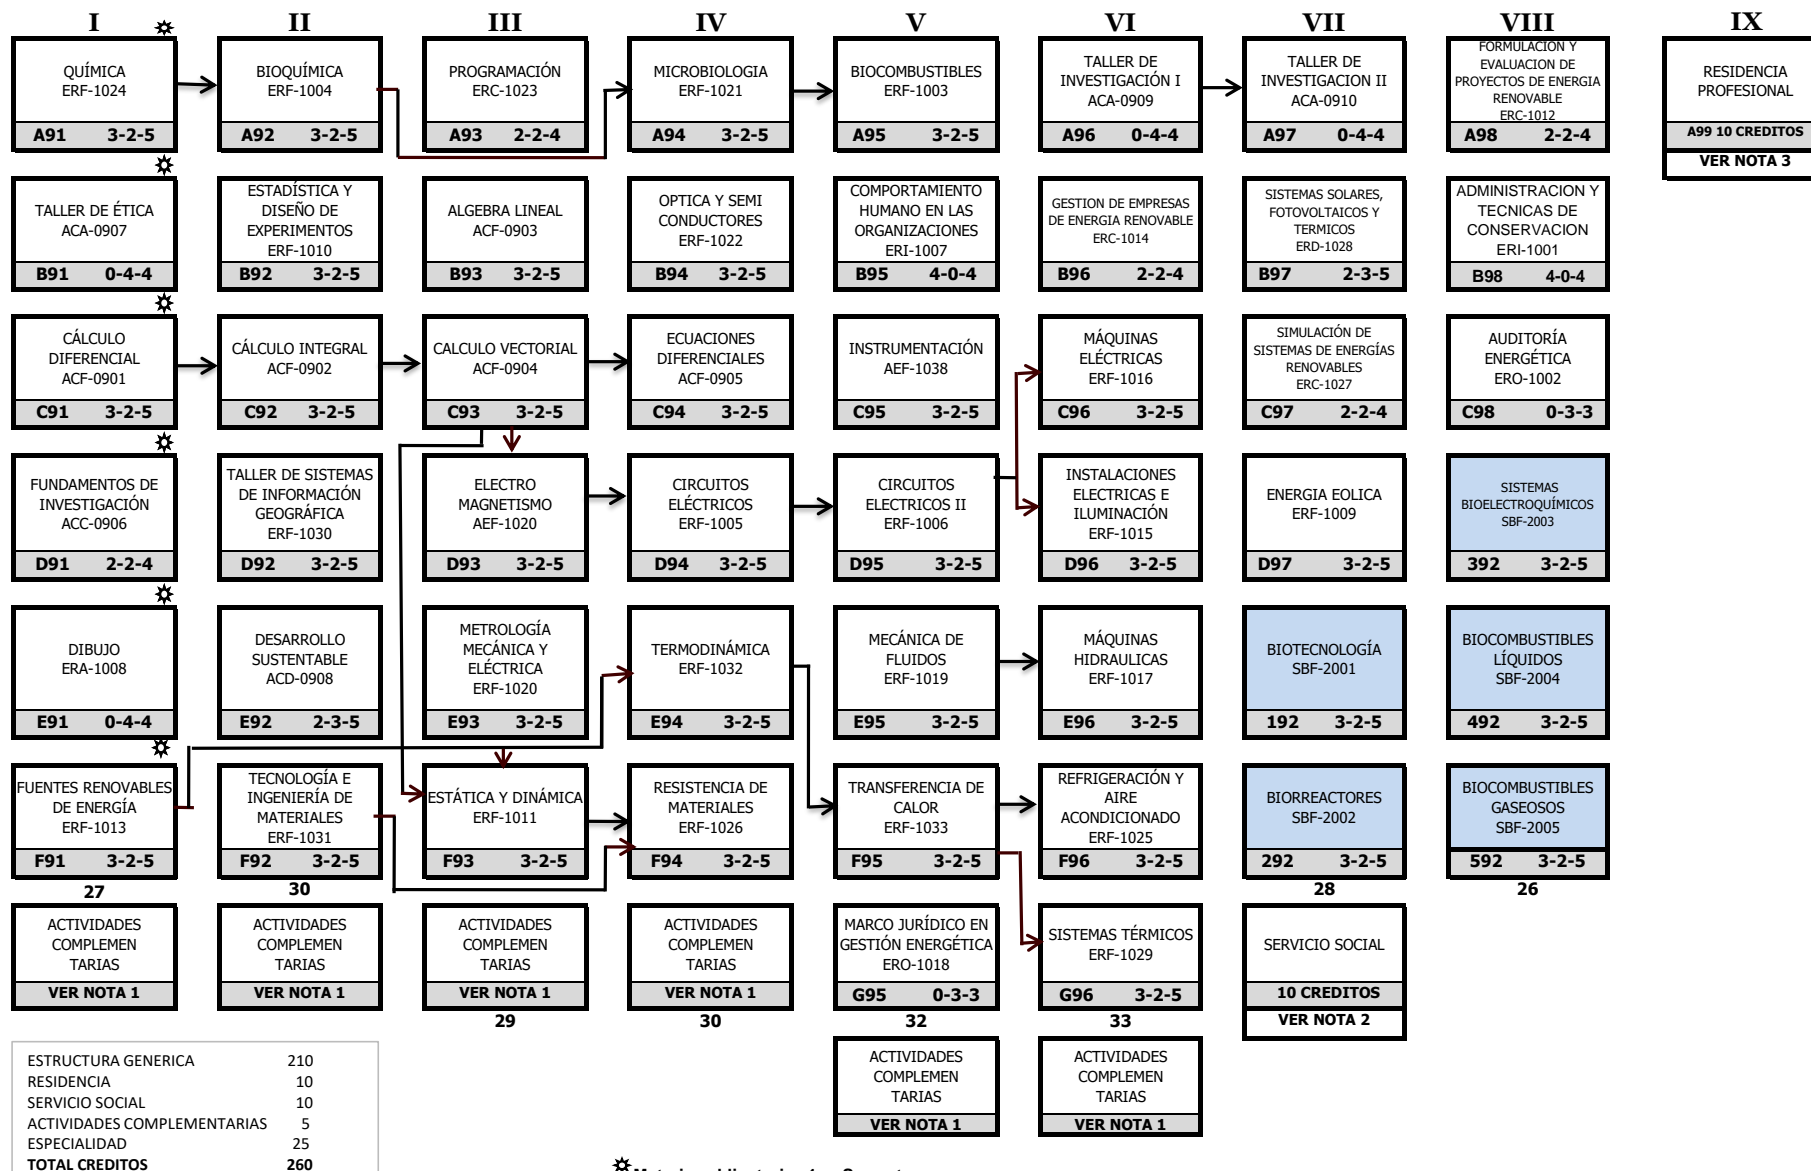 I II III IV V VI VII VIII IX
QUÍMICA
ERF-1024
A91 3-2-5
BIOQUÍMICA
ERF-1004
A92 3-2-5
PROGRAMACIÓN
ERC-1023
A93 2-2-4
MICROBIOLOGIA
ERF-1021
A94 3-2-5
BIOCOMBUSTIBLES
ERF-1003
A95 3-2-5
TALLER DE
INVESTIGACIÓN I
ACA-0909
A96 0-4-4
TALLER DE
INVESTIGACION II
ACA-0910
A97 0-4-4
FORMULACION Y
EVALUACION DE
PROYECTOS DE ENERGIA
RENOVABLE
ERC-1012
A98 2-2-4
RESIDENCIA
PROFESIONAL
A99 10 CREDITOS
VER NOTA 3
TALLER DE ÉTICA
ACA-0907
B91 0-4-4
ESTADÍSTICA Y
DISEÑO DE
EXPERIMENTOS
ERF-1010
B92 3-2-5
ALGEBRA LINEAL
ACF-0903
B93 3-2-5
OPTICA Y SEMI
CONDUCTORES
ERF-1022
B94 3-2-5
COMPORTAMIENTO
HUMANO EN LAS
ORGANIZACIONES
ERI-1007
B95 4-0-4
GESTION DE EMPRESAS
DE ENERGIA RENOVABLE
ERC-1014
B96 2-2-4
SISTEMAS SOLARES,
FOTOVOLTAICOS Y
TERMICOS
ERD-1028
B97 2-3-5
ADMINISTRACION Y
TECNICAS DE
CONSERVACION
ERI-1001
B98 4-0-4
CÁLCULO
DIFERENCIAL
ACF-0901
C91 3-2-5
CÁLCULO INTEGRAL
ACF-0902
C92 3-2-5
CALCULO VECTORIAL
ACF-0904
C93 3-2-5
ECUACIONES
DIFERENCIALES
ACF-0905
C94 3-2-5
INSTRUMENTACIÓN
AEF-1038
C95 3-2-5
MÁQUINAS
ELÉCTRICAS
ERF-1016
C96 3-2-5
SIMULACIÓN DE
SISTEMAS DE ENERGÍAS
RENOVABLES
ERC-1027
C97 2-2-4
AUDITORÍA
ENERGÉTICA
ERO-1002
C98 0-3-3
FUNDAMENTOS DE
INVESTIGACIÓN
ACC-0906
D91 2-2-4
TALLER DE SISTEMAS
DE INFORMACIÓN
GEOGRÁFICA
ERF-1030
D92 3-2-5
ELECTRO
MAGNETISMO
AEF-1020
D93 3-2-5
CIRCUITOS
ELÉCTRICOS
ERF-1005
D94 3-2-5
CIRCUITOS
ELECTRICOS II
ERF-1006
D95 3-2-5
INSTALACIONES
ELECTRICAS E
ILUMINACIÓN
ERF-1015
D96 3-2-5
ENERGIA EOLICA
ERF-1009
D97 3-2-5
SISTEMAS
BIOELECTROQUÍMICOS
SBF-2003
392 3-2-5
DIBUJO
ERA-1008
E91 0-4-4
DESARROLLO
SUSTENTABLE
ACD-0908
E92 2-3-5
METROLOGÍA
MECÁNICA Y
ELÉCTRICA
ERF-1020
E93 3-2-5
TERMODINÁMICA
ERF-1032
E94 3-2-5
MECÁNICA DE
FLUIDOS
ERF-1019
E95 3-2-5
MÁQUINAS
HIDRAULICAS
ERF-1017
E96 3-2-5
BIOTECNOLOGÍA
SBF-2001
192 3-2-5
BIOCOMBUSTIBLES
LÍQUIDOS
SBF-2004
492 3-2-5
FUENTES RENOVABLES
DE ENERGÍA
ERF-1013
F91 3-2-5
27
TECNOLOGÍA E
INGENIERÍA DE
MATERIALES
ERF-1031
F92 3-2-5
30
ESTÁTICA Y DINÁMICA
ERF-1011
F93 3-2-5
RESISTENCIA DE
MATERIALES
ERF-1026
F94 3-2-5
TRANSFERENCIA DE
CALOR
ERF-1033
F95 3-2-5
REFRIGERACIÓN Y
AIRE
ACONDICIONADO
ERF-1025
F96 3-2-5
BIORREACTORES
SBF-2002
292 3-2-5
28
BIOCOMBUSTIBLES
GASEOSOS
SBF-2005
592 3-2-5
26
ACTIVIDADES
COMPLEMEN
TARIAS
VER NOTA 1
ACTIVIDADES
COMPLEMEN
TARIAS
VER NOTA 1
ACTIVIDADES
COMPLEMEN
TARIAS
VER NOTA 1
29
ACTIVIDADES
COMPLEMEN
TARIAS
VER NOTA 1
30
MARCO JURÍDICO EN
GESTIÓN ENERGÉTICA
ERO-1018
G95 0-3-3
32
SISTEMAS TÉRMICOS
ERF-1029
G96 3-2-5
33
SERVICIO SOCIAL
10 CREDITOS
VER NOTA 2
ACTIVIDADES
COMPLEMEN
TARIAS
VER NOTA 1
ACTIVIDADES
COMPLEMEN
TARIAS
VER NOTA 1
ESTRUCTURA GENERICA 210
RESIDENCIA 10
SERVICIO SOCIAL 10
ACTIVIDADES COMPLEMENTARIAS 5
ESPECIALIDAD 25
TOTAL CREDITOS 260